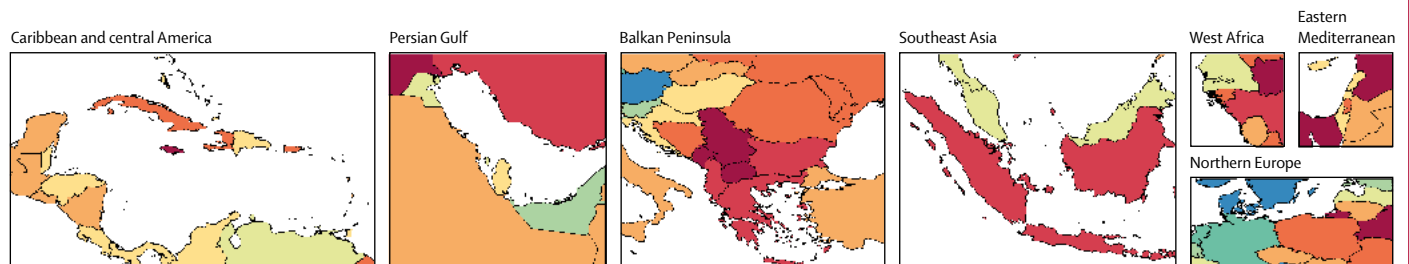 Caribbean and central America
Persian Gulf
Balkan Peninsula
Southeast Asia
West Africa
Eastern
Mediterranean
Northern Europe